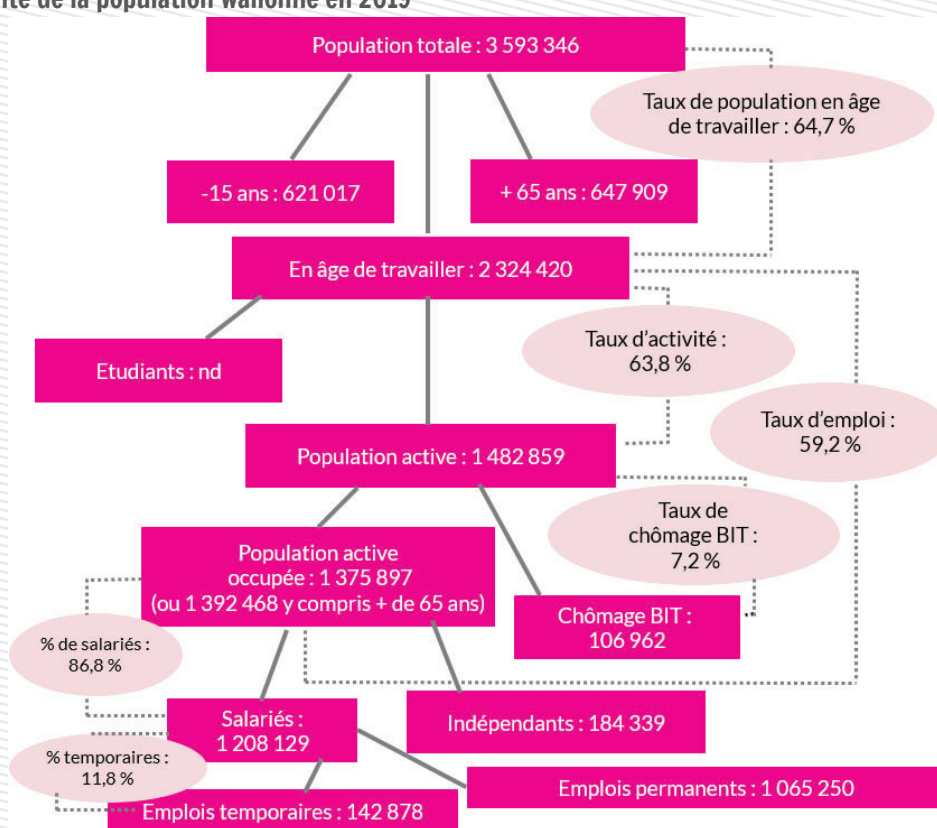 Population totale : 3 593 346
Taux de population en âge
de travailler : 64,7 %
-15 ans : 621 017
+ 65 ans : 647 909
En âge de travailler : 2 324 420
Taux d'activité :
63,8 %
Etudiants : nd
Taux d'emploi :
59,2 %
Population active : 1 482 859
Taux de
chômage BIT :
7,2 %
Population active
occupée : 1 375 897
(ou 1 392 468 y compris + de 65 ans)
Chômage BIT :
106 962
% de salariés :
86,8 %
Salariés :
1 208 129
Indépendants : 184 339
% temporaires :
11,8 %
Emplois permanents : 1 065 250
Emplois temporaires : 142 878